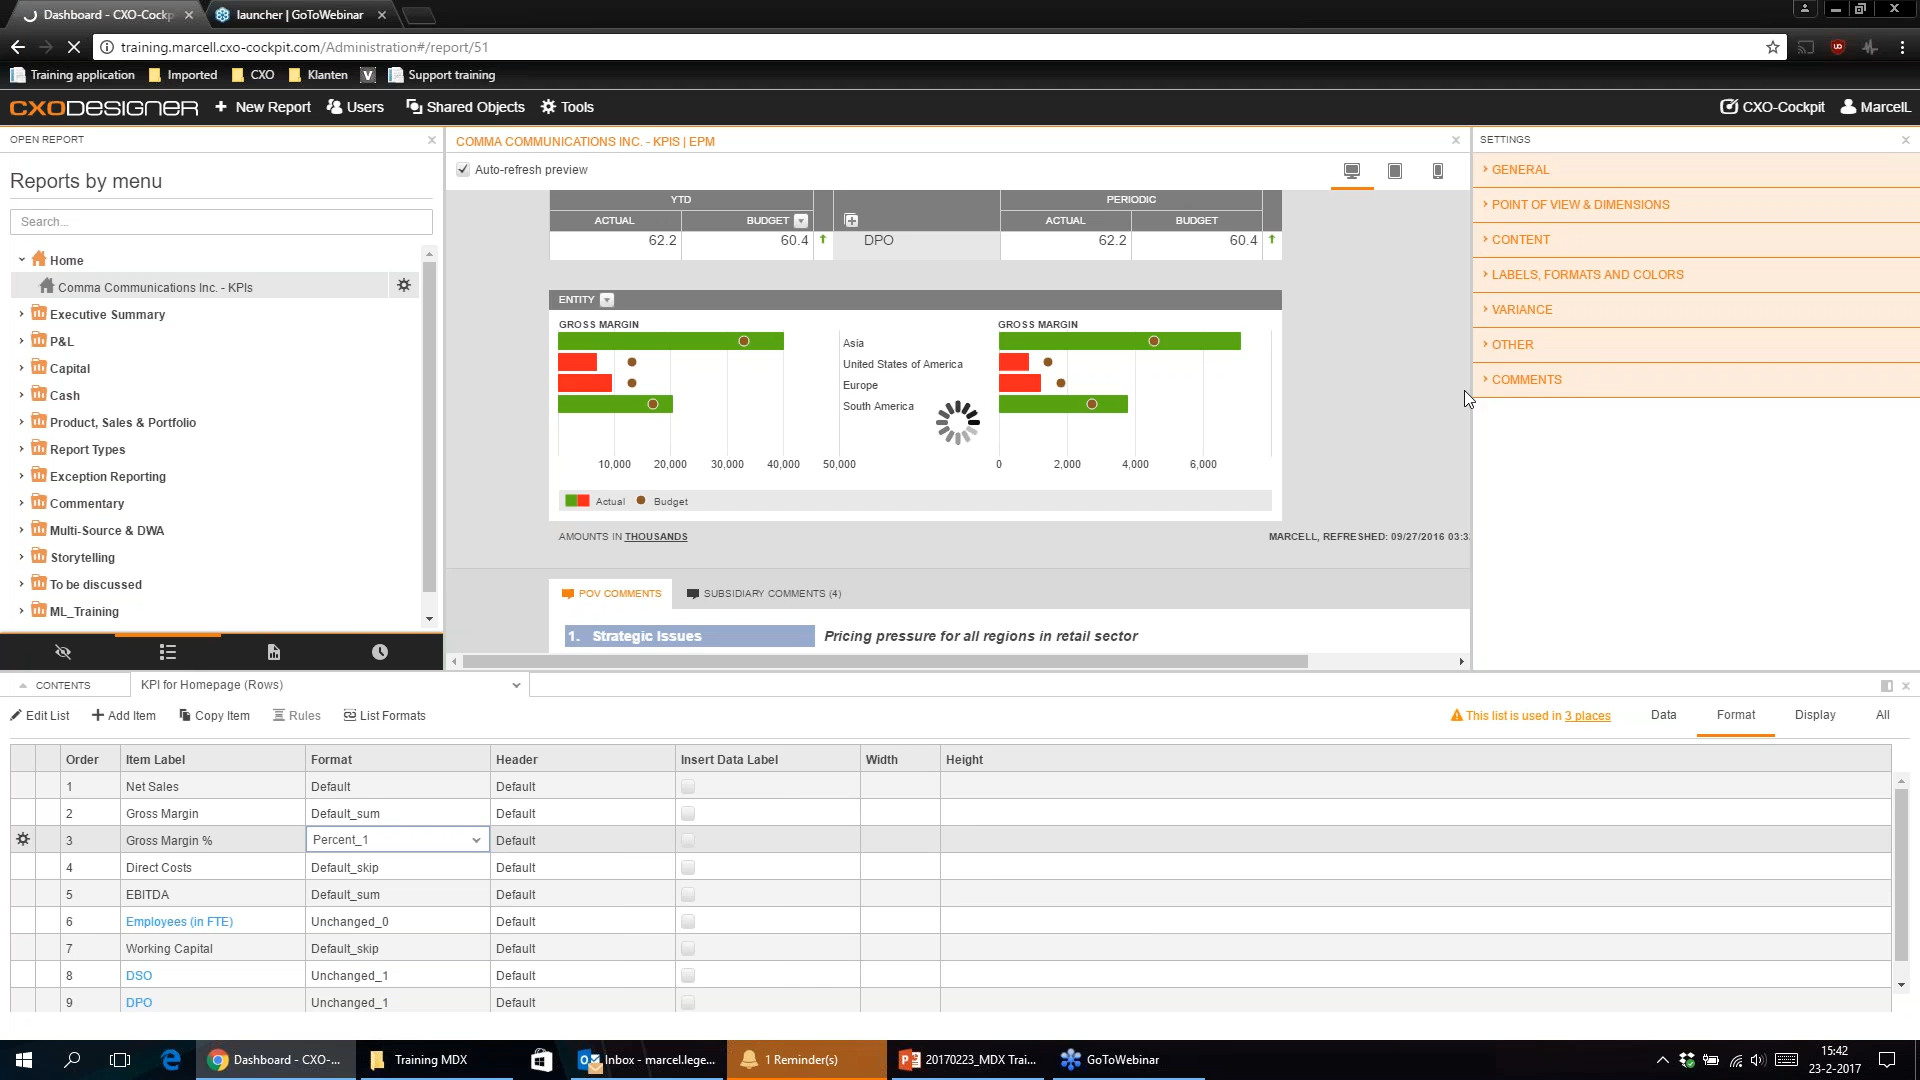 Dashboard - CXO-Cockp
launcher | GoToWebinar
training.marcell.cxo-cockpit.com/Administration#/report/51
Training application
Imported
CXO
Klanten
V
Support training
CXODESIGNER
New Report
Users
Shared Objects
Tools
CXO-Cockpit
MarcelL
OPEN REPORT
Reports by menu
Search...
Home
Comma Communications Inc. - KPIs
Executive Summary
P&L
Capital
Cash
Product, Sales & Portfolio
Report Types
Exception Reporting
Commentary
Multi-Source & DWA
Storytelling
To be discussed
ML_Training
COMMA COMMUNICATIONS INC. - KPIS | EPM
Auto-refresh preview
YTD
PERIODIC
ACTUAL BUDGET ACTUAL BUDGET
62.2 60.4 DPO 62.2 60.4
ENTITY
GROSS MARGIN
GROSS MARGIN
Asia
United States of America
Europe
South America
10,000 20,000 30,000 40,000 50,000
0 2,000 4,000 6,000
Actual Budget
AMOUNTS IN THOUSANDS
MARCELL, REFRESHED: 09/27/2016 03:3
POV COMMENTS
SUBSIDIARY COMMENTS (4)
1. Strategic Issues
Pricing pressure for all regions in retail sector
SETTINGS
GENERAL
POINT OF VIEW & DIMENSIONS
CONTENT
LABELS, FORMATS AND COLORS
VARIANCE
OTHER
COMMENTS
CONTENTS
KPI for Homepage (Rows)
Edit List
Add Item
Copy Item
Rules
List Formats
This list is used in 3 places
Data
Format
Display
All
Order Item Label Format Header Insert Data Label Width Height
1 Net Sales Default Default
2 Gross Margin Default_sum Default
3 Gross Margin % Percent_1 Default
4 Direct Costs Default_skip Default
5 EBITDA Default_sum Default
6 Employees (in FTE) Unchanged_0 Default
7 Working Capital Default_skip Default
8 DSO Unchanged_1 Default
9 DPO Unchanged_1 Default
Dashboard - CXO-...
Training MDX
Inbox - marcel.lege...
1 Reminder(s)
20170223_MDX Trai...
GoToWebinar
15:42
23-2-2017